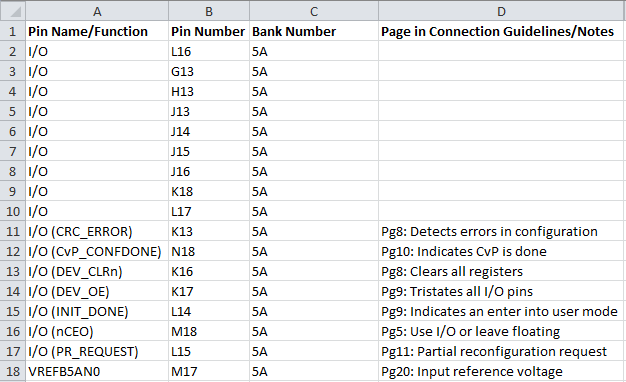 A B C D
1 Pin Name/Function Pin Number Bank Number Page in Connection Guidelines/Notes
2 I/O L16 5A
3 I/O G13 5A
4 I/O H13 5A
5 I/O J13 5A
6 I/O J14 5A
7 I/O J15 5A
8 I/O J16 5A
9 I/O K18 5A
10 I/O L17 5A
11 I/O (CRC_ERROR) K13 5A Pg8: Detects errors in configuration
12 I/O (CvP_CONFDONE) N18 5A Pg10: Indicates CvP is done
13 I/O (DEV_CLRn) K16 5A Pg8: Clears all registers
14 I/O (DEV_OE) K17 5A Pg9: Tristates all I/O pins
15 I/O (INIT_DONE) L14 5A Pg9: Indicates an enter into user mode
16 I/O (nCEO) M18 5A Pg5: Use I/O or leave floating
17 I/O (PR_REQUEST) L15 5A Pg11: Partial reconfiguration request
18 VREFB5AN0 M17 5A Pg20: Input reference voltage